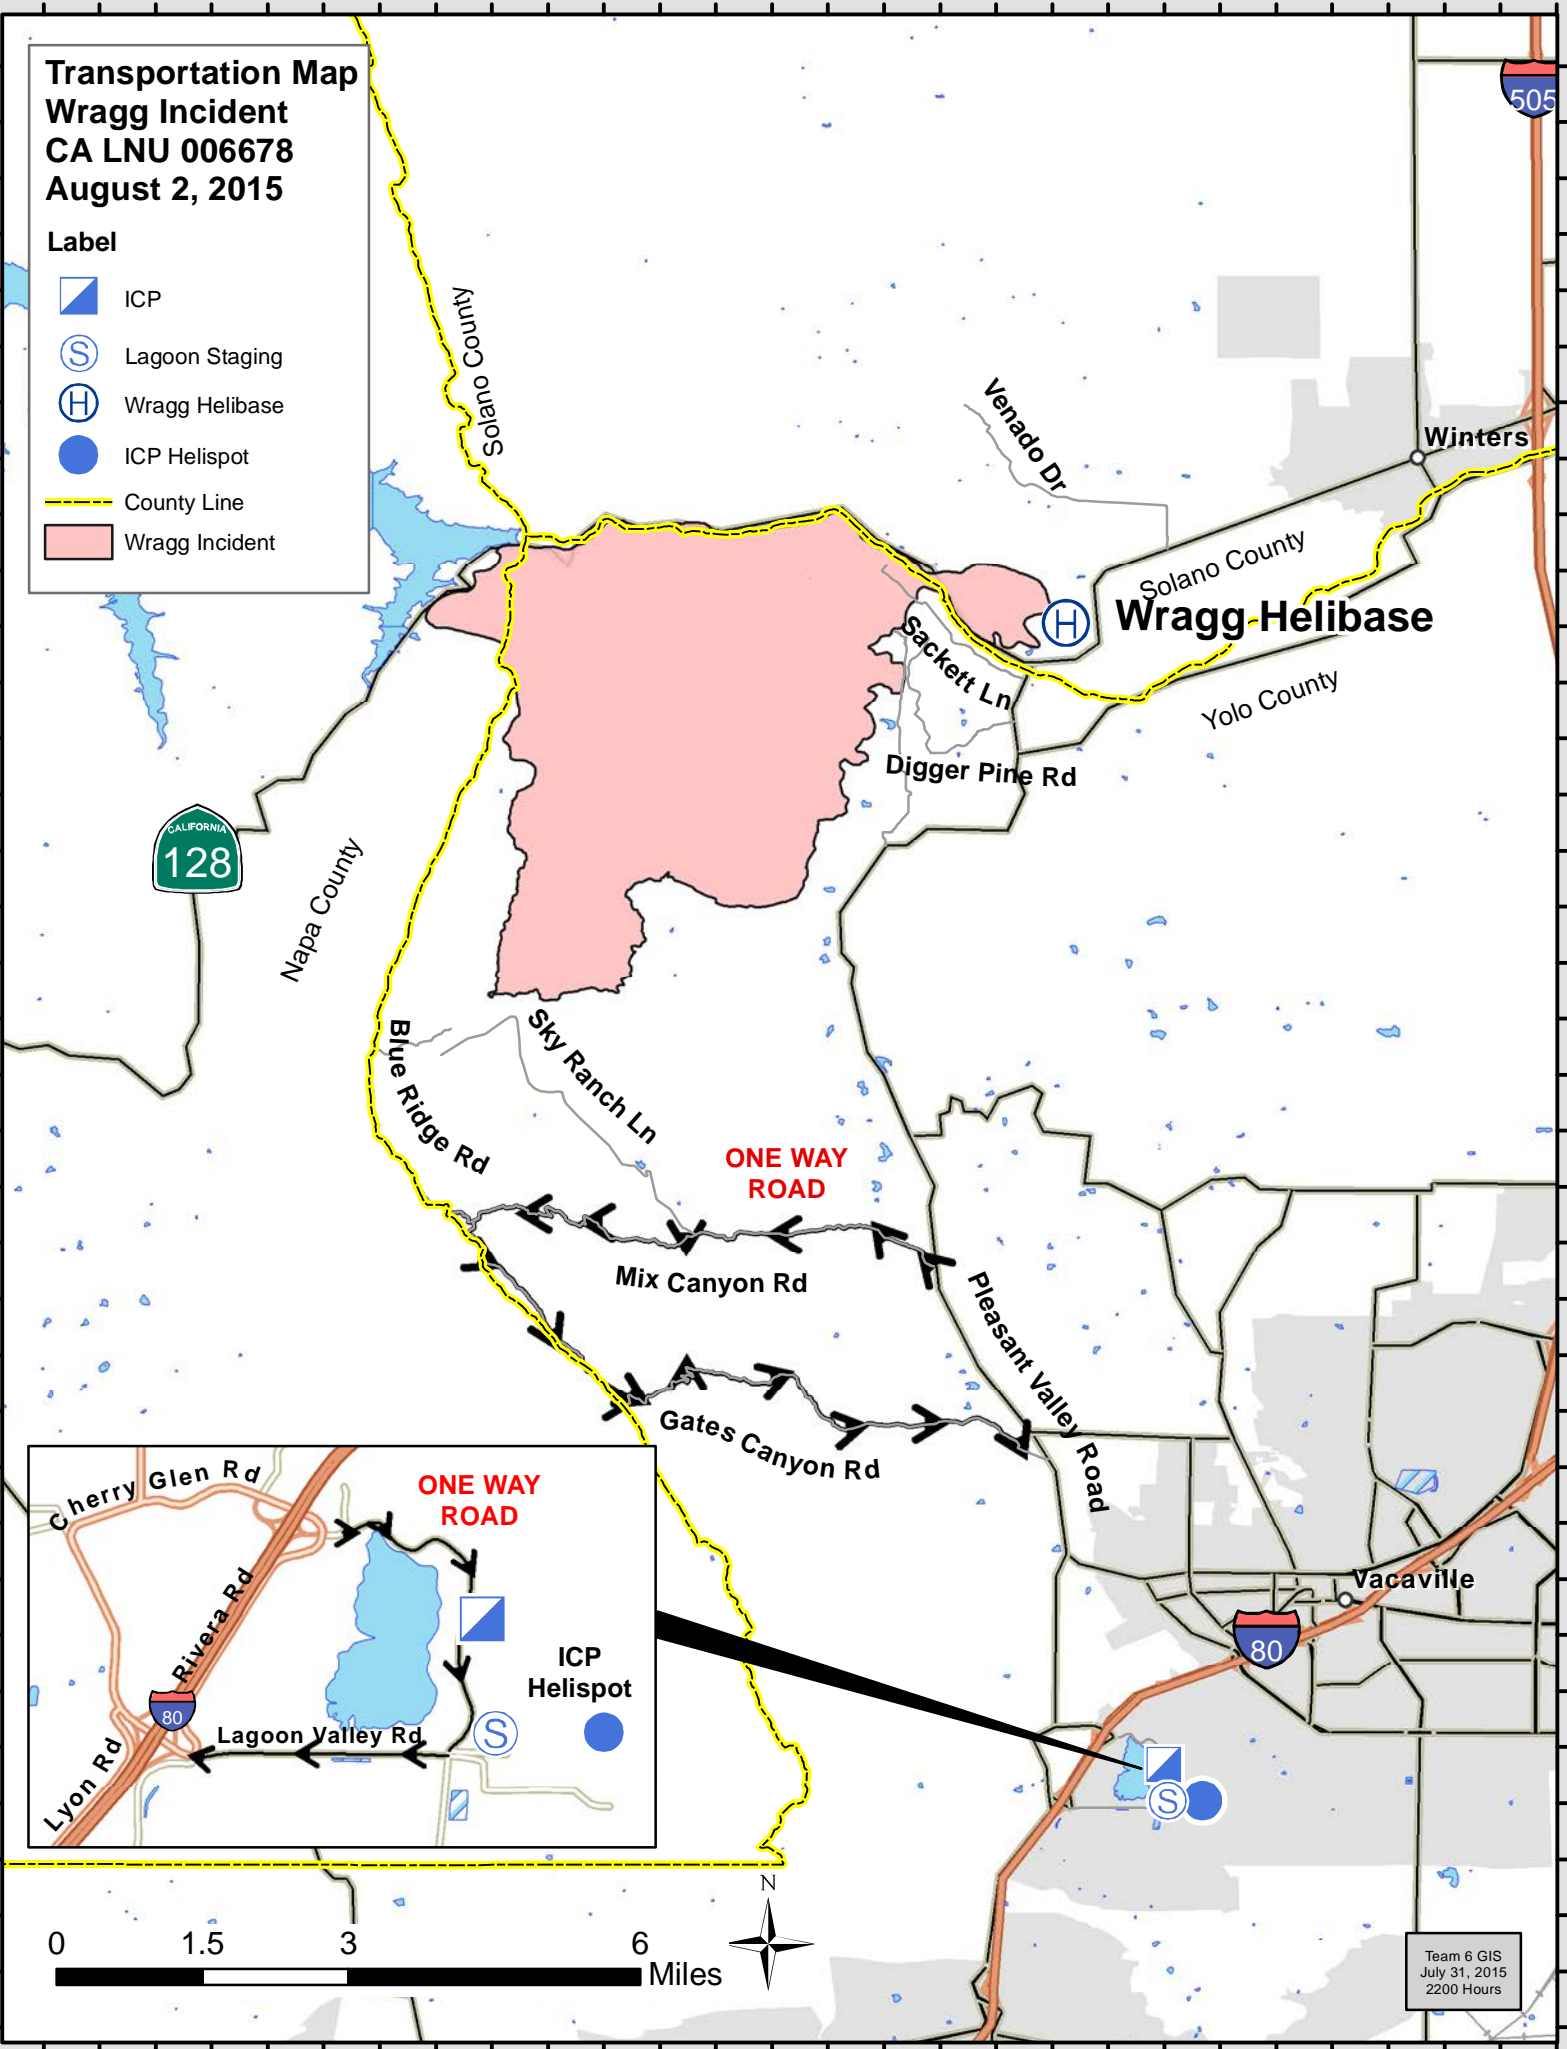 Transportation Map
Wragg Incident
CA LNU 006678
August 2, 2015
Label
ICP
S
Lagoon Staging
H
Wragg Helibase
ICP Helispot
County Line
Wragg Incident
505
Solano County
Venado Dr
Winters
Solano County
H
Wragg Helibase
Sackett Ln
Yolo County
Digger Pine Rd
CALIFORNIA
128
Napa County
Blue Ridge Rd
Sky Ranch Ln
ONE WAY
ROAD
Mix Canyon Rd
Pleasant Valley Road
Gates Canyon Rd
Cherry Glen Rd
ONE WAY
ROAD
Rivera Rd
ICP
Helispot
80
Lagoon Valley Rd
S
Lyon Rd
Vacaville
80
S
N
0 1.5 3 6
Miles
Team 6 GIS
July 31, 2015
2200 Hours